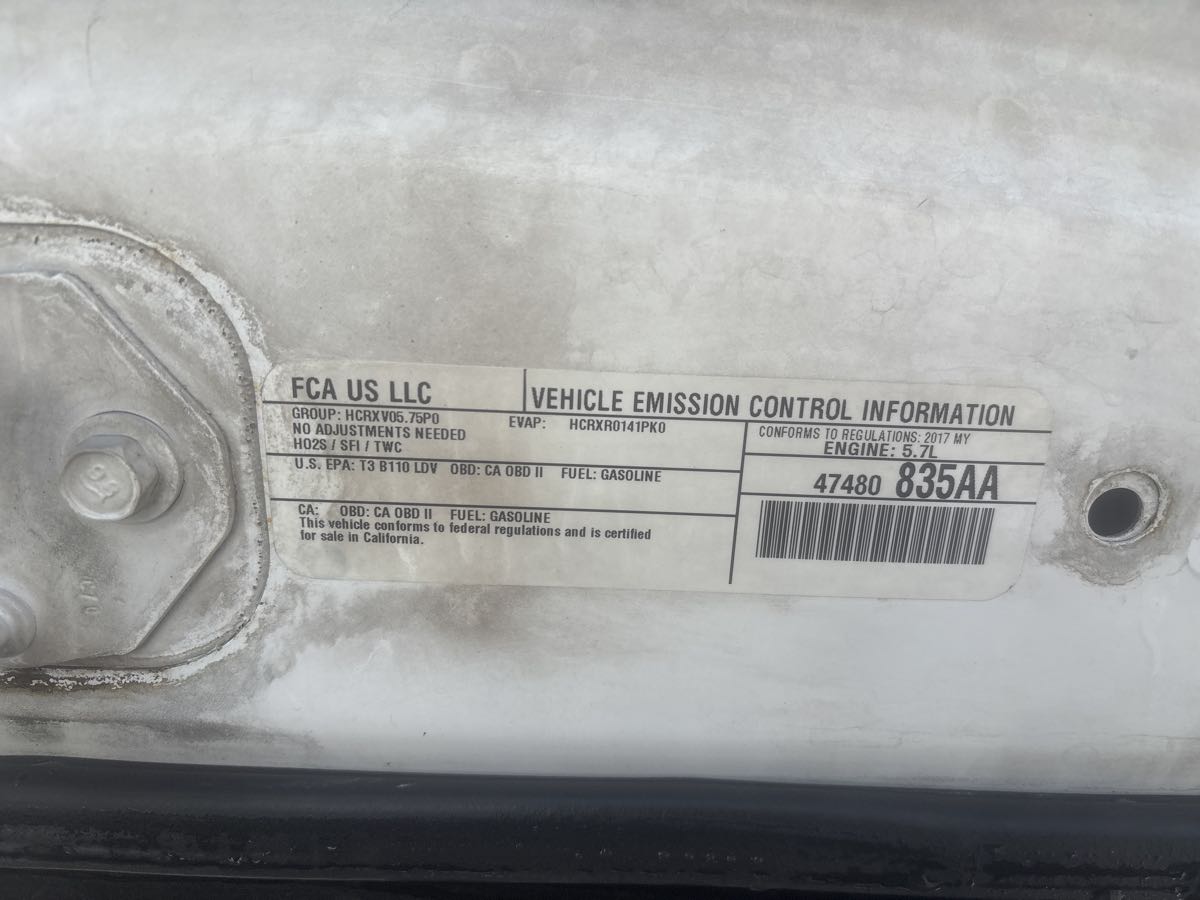 FCA US LLC
VEHICLE EMISSION CONTROL INFORMATION
GROUP: HCRXV05.75P0 EVAP: HCRXR0141PK0
NO ADJUSTMENTS NEEDED
HO2S / SFI / TWC
CONFORMS TO REGULATIONS: 2017 MY
ENGINE: 5.7L
U.S. EPA: T3 B110 LDV OBD: CA OBD II FUEL: GASOLINE
47480 835AA
CA: OBD: CA OBD II FUEL: GASOLINE
This vehicle conforms to federal regulations and is certified
for sale in California.